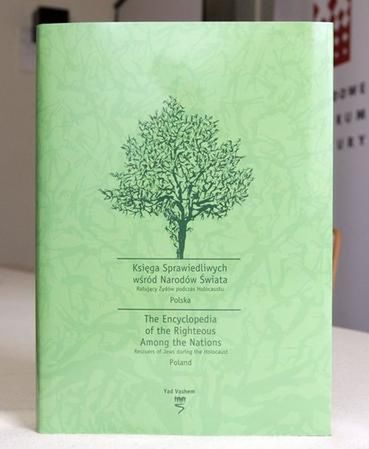 Księga Sprawiedliwych
wśród Narodów Świata
Ratujący Żydów podczas Holocaustu
Polska
The Encyclopedia
of the Righteous
Among the Nations
Rescuers of Jews during the Holocaust
Poland
Yad Vashem